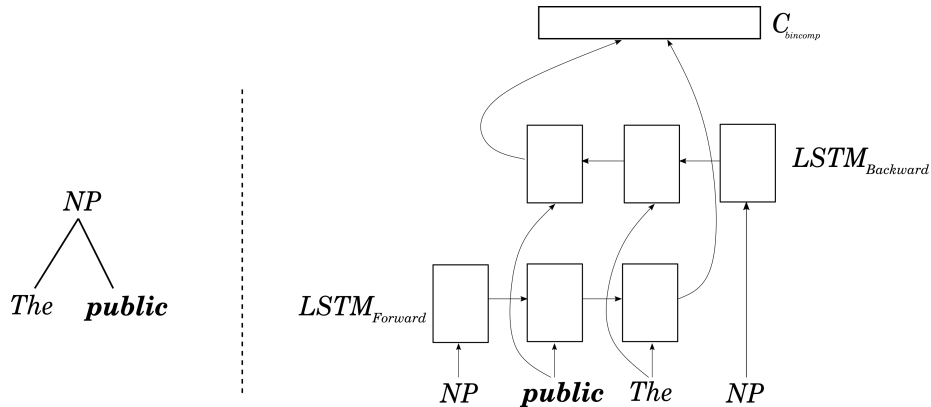 C_bincomp
LSTM_Backward
NP
The public
LSTM_Forward
NP public The NP